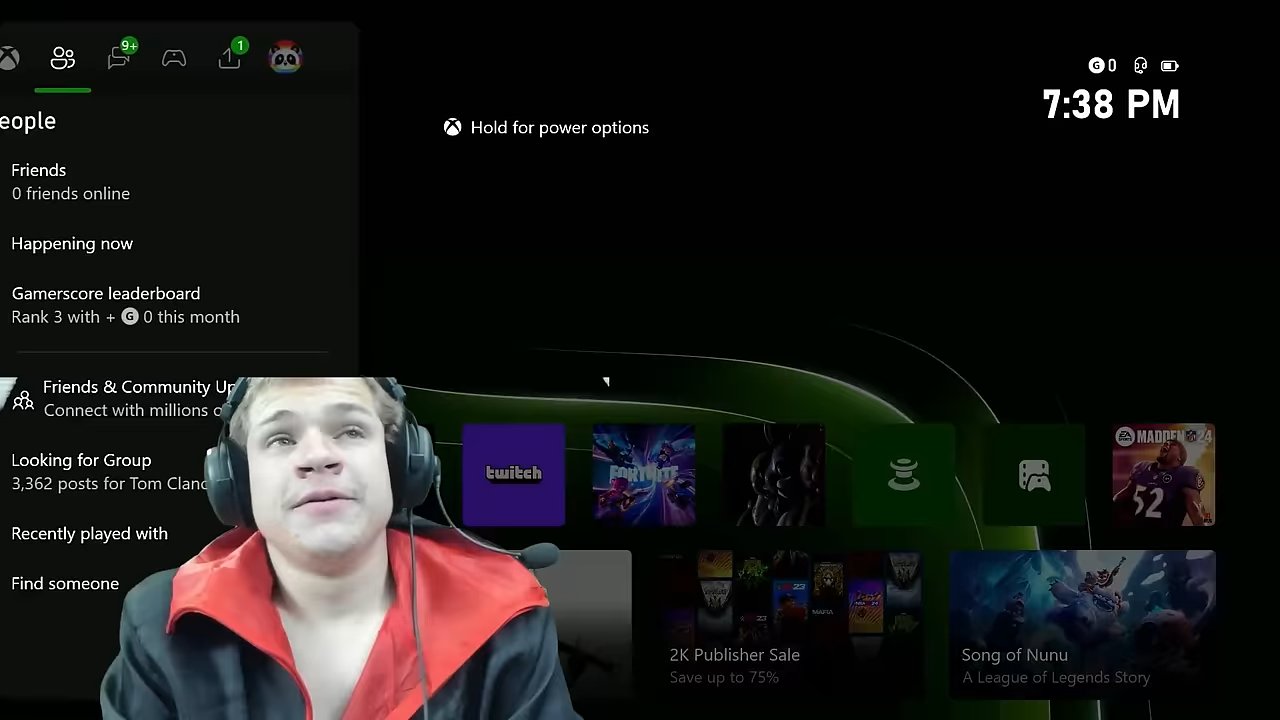 9+
1
G 0
7:38 PM
eople
Hold for power options
Friends
0 friends online
Happening now
Gamerscore leaderboard
Rank 3 with + G 0 this month
Friends & Community Up
Connect with millions o
Looking for Group
3,362 posts for Tom Clanc
Recently played with
Find someone
twitch
FORTNITE
MADDEN NFL 24
52
MAFIA
2K Publisher Sale
Save up to 75%
Song of Nunu
A League of Legends Story